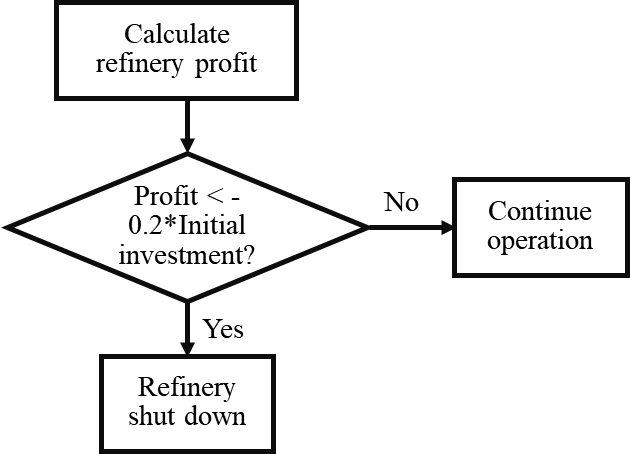 Calculate
refinery profit
Profit < -
0.2*Initial
investment?
No
Continue
operation
Yes
Refinery
shut down